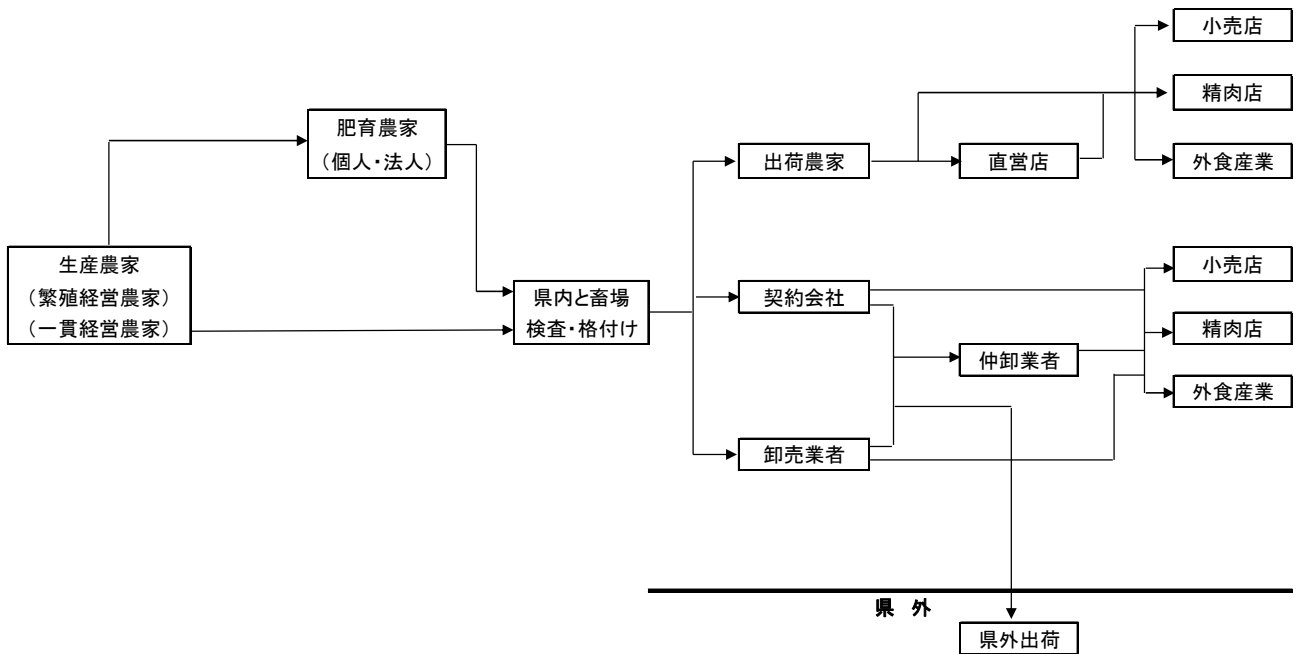 小売店
精肉店
外食産業
肥育農家
（個人・法人）
出荷農家
直営店
生産農家
（繁殖経営農家）
（一貫経営農家）
県内と畜場
検査・格付け
契約会社
仲卸業者
卸売業者
小売店
精肉店
外食産業
県　外
県外出荷